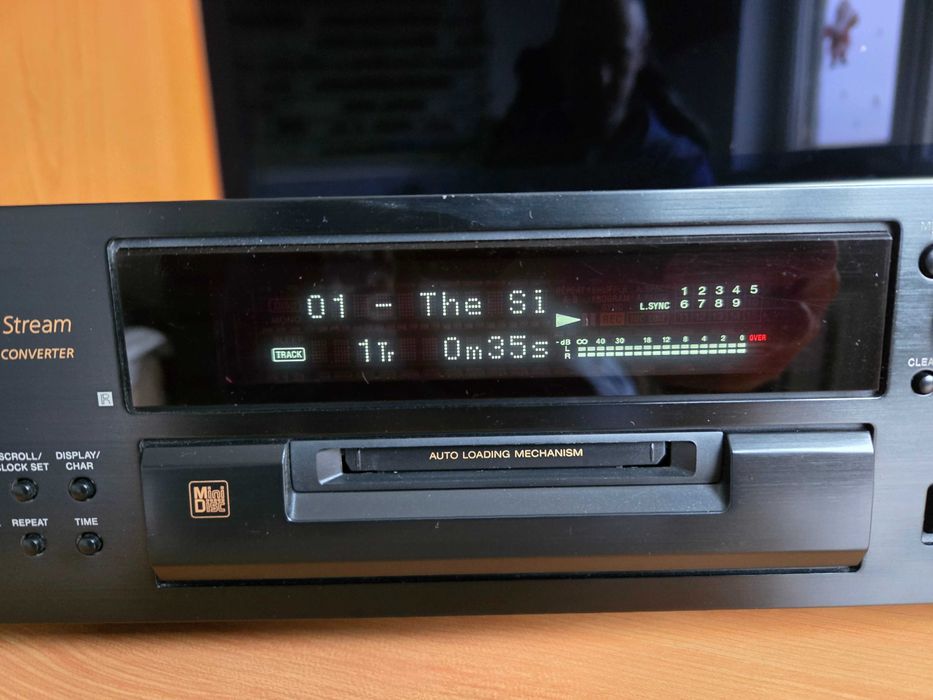 Stream
CONVERTER
01 - The Si
L.SYNC
1 2 3 4 5
6 7 8 9
TRACK
1Tr 0m35s
-dB ∞ 40 30 18 12 8 4 2 0 OVER
L
R
R
CLEA
SCROLL/
CLOCK SET
DISPLAY/
CHAR
REPEAT
TIME
AUTO LOADING MECHANISM
Mini
Disc